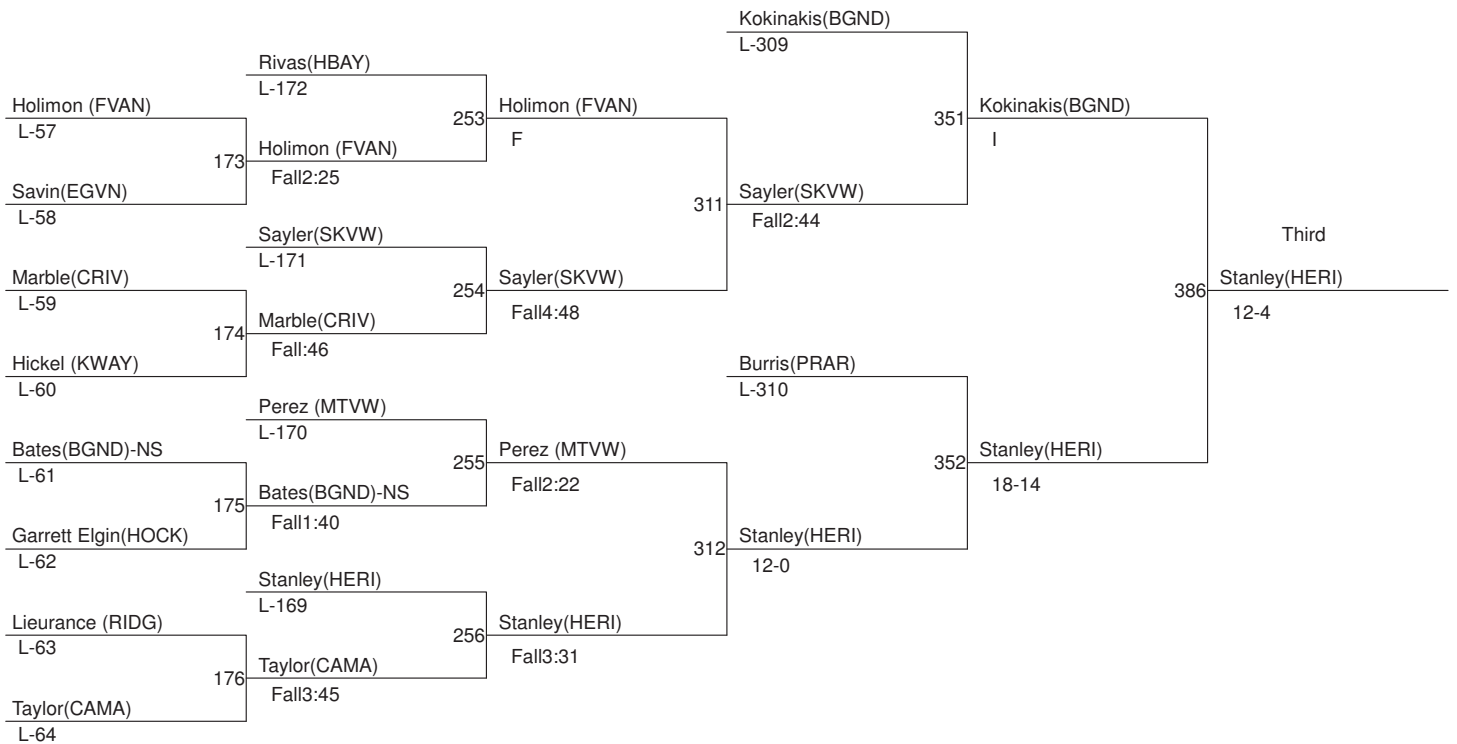 Kokinakis(BGND)
L-309
Rivas(HBAY)
L-172
Holimon (FVAN)
L-57
253
Holimon (FVAN)
F
351
Kokinakis(BGND)
I
173
Holimon (FVAN)
Fall2:25
Savin(EGVN)
L-58
311
Sayler(SKVW)
Fall2:44
Sayler(SKVW)
L-171
Third
Marble(CRIV)
L-59
254
Sayler(SKVW)
Fall4:48
386
Stanley(HERI)
12-4
174
Marble(CRIV)
Fall:46
Hickel (KWAY)
L-60
Burris(PRAR)
L-310
Perez (MTVW)
L-170
Bates(BGND)-NS
L-61
255
Perez (MTVW)
Fall2:22
352
Stanley(HERI)
18-14
175
Bates(BGND)-NS
Fall1:40
Garrett Elgin(HOCK)
L-62
312
Stanley(HERI)
12-0
Stanley(HERI)
L-169
Lieurance (RIDG)
L-63
256
Stanley(HERI)
Fall3:31
176
Taylor(CAMA)
Fall3:45
Taylor(CAMA)
L-64